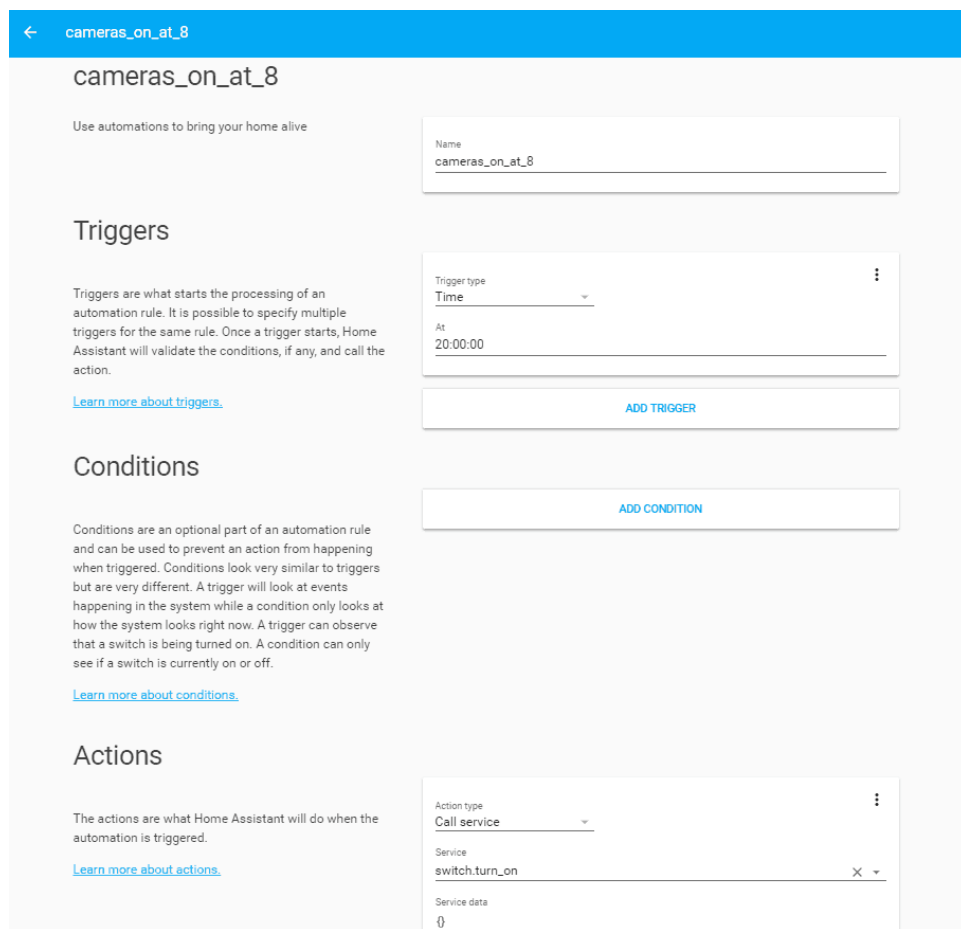 cameras_on_at_8
cameras_on_at_8
Use automations to bring your home alive
Name
cameras_on_at_8
Triggers
Triggers are what starts the processing of an
automation rule. It is possible to specify multiple
triggers for the same rule. Once a trigger starts, Home
Assistant will validate the conditions, if any, and call the
action.
Learn more about triggers.
Trigger type
Time
At
20:00:00
ADD TRIGGER
Conditions
Conditions are an optional part of an automation rule
and can be used to prevent an action from happening
when triggered. Conditions look very similar to triggers
but are very different. A trigger will look at events
happening in the system while a condition only looks at
how the system looks right now. A trigger can observe
that a switch is being turned on. A condition can only
see if a switch is currently on or off.
Learn more about conditions.
ADD CONDITION
Actions
The actions are what Home Assistant will do when the
automation is triggered.
Learn more about actions.
Action type
Call service
Service
switch.turn_on
Service data
{}